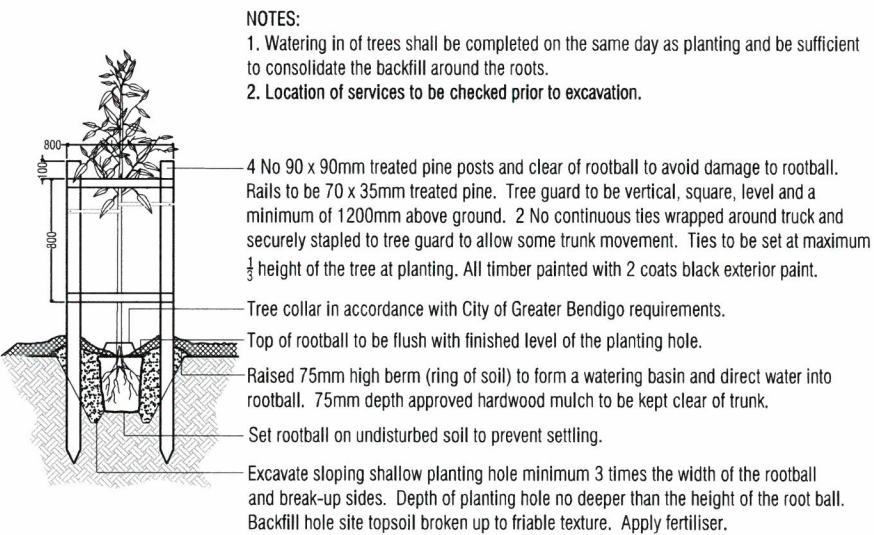 NOTES:
1. Watering in of trees shall be completed on the same day as planting and be sufficient
to consolidate the backfill around the roots.
2. Location of services to be checked prior to excavation.
800
100
4 No 90 x 90mm treated pine posts and clear of rootball to avoid damage to rootball.
Rails to be 70 x 35mm treated pine. Tree guard to be vertical, square, level and a
minimum of 1200mm above ground. 2 No continuous ties wrapped around truck and
securely stapled to tree guard to allow some trunk movement. Ties to be set at maximum
800
1/3 height of the tree at planting. All timber painted with 2 coats black exterior paint.
Tree collar in accordance with City of Greater Bendigo requirements.
Top of rootball to be flush with finished level of the planting hole.
Raised 75mm high berm (ring of soil) to form a watering basin and direct water into
rootball. 75mm depth approved hardwood mulch to be kept clear of trunk.
Set rootball on undisturbed soil to prevent settling.
Excavate sloping shallow planting hole minimum 3 times the width of the rootball
and break-up sides. Depth of planting hole no deeper than the height of the root ball.
Backfill hole site topsoil broken up to friable texture. Apply fertiliser.